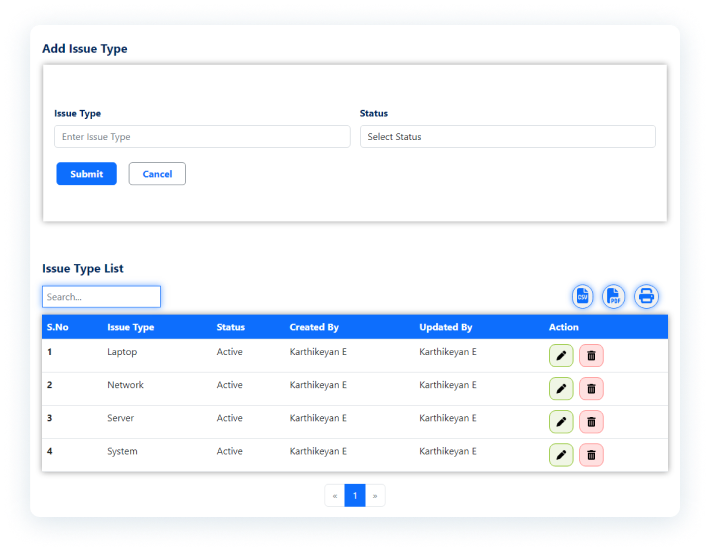 Add Issue Type
Issue Type Status
Enter Issue Type Select Status
Submit Cancel
Issue Type List
Search... CSV PDF
S.No Issue Type Status Created By Updated By Action
1 Laptop Active Karthikeyan E Karthikeyan E
2 Network Active Karthikeyan E Karthikeyan E
3 Server Active Karthikeyan E Karthikeyan E
4 System Active Karthikeyan E Karthikeyan E
« 1 »